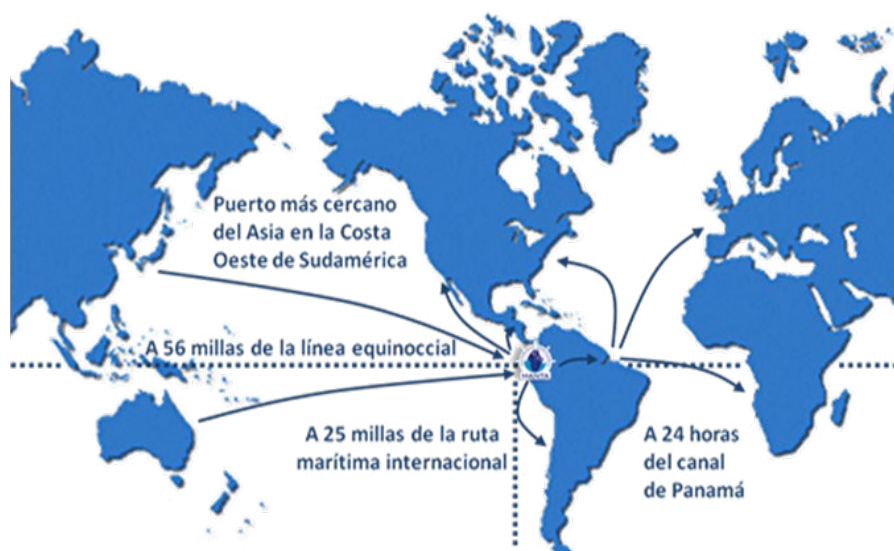 Puerto más cercano
del Asia en la Costa
Oeste de Sudamérica
A 56 millas de la línea equinoccial
MANTA
A 25 millas de la ruta
marítima internacional
A 24 horas
del canal
de Panamá